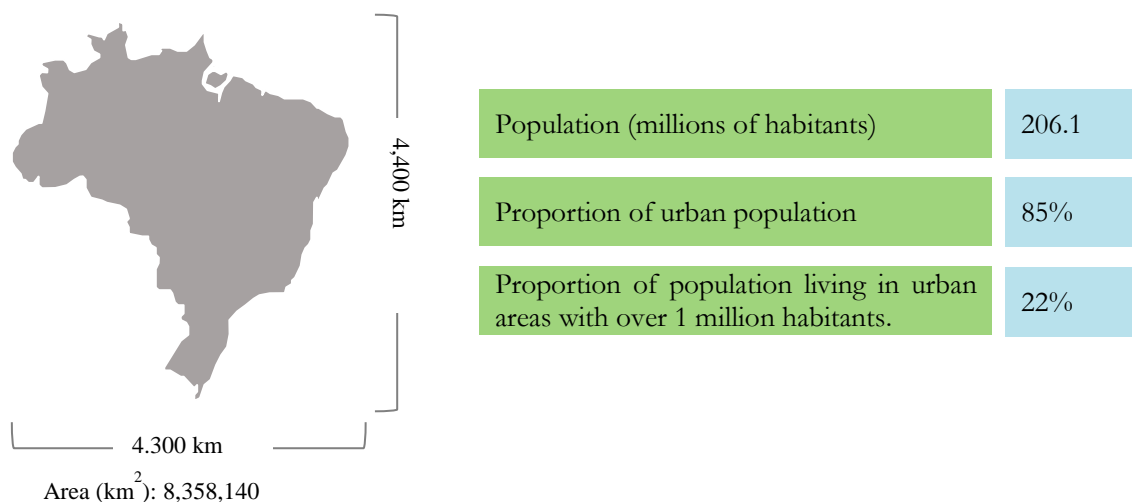 4,400 km
4.300 km
Area (km2): 8,358,140
Population (millions of habitants)
206.1
Proportion of urban population
85%
Proportion of population living in urban
areas with over 1 million habitants.
22%